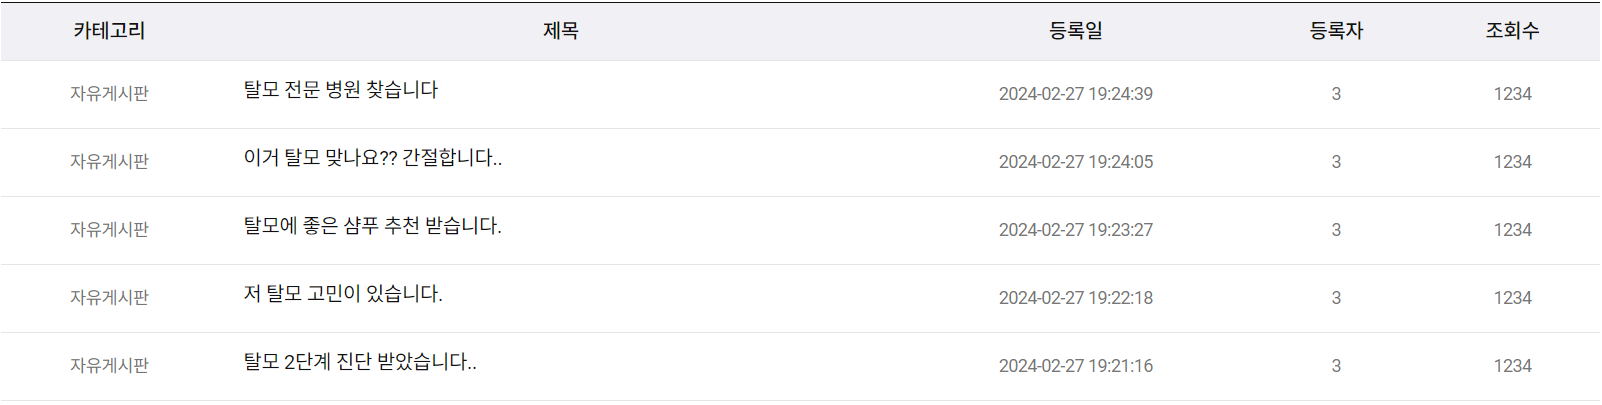 카테고리 제목 등록일 등록자 조회수
자유게시판 탈모 전문 병원 찾습니다 2024-02-27 19:24:39 3 1234
자유게시판 이거 탈모 맞나요?? 간절합니다.. 2024-02-27 19:24:05 3 1234
자유게시판 탈모에 좋은 샴푸 추천 받습니다. 2024-02-27 19:23:27 3 1234
자유게시판 저 탈모 고민이 있습니다. 2024-02-27 19:22:18 3 1234
자유게시판 탈모 2단계 진단 받았습니다.. 2024-02-27 19:21:16 3 1234